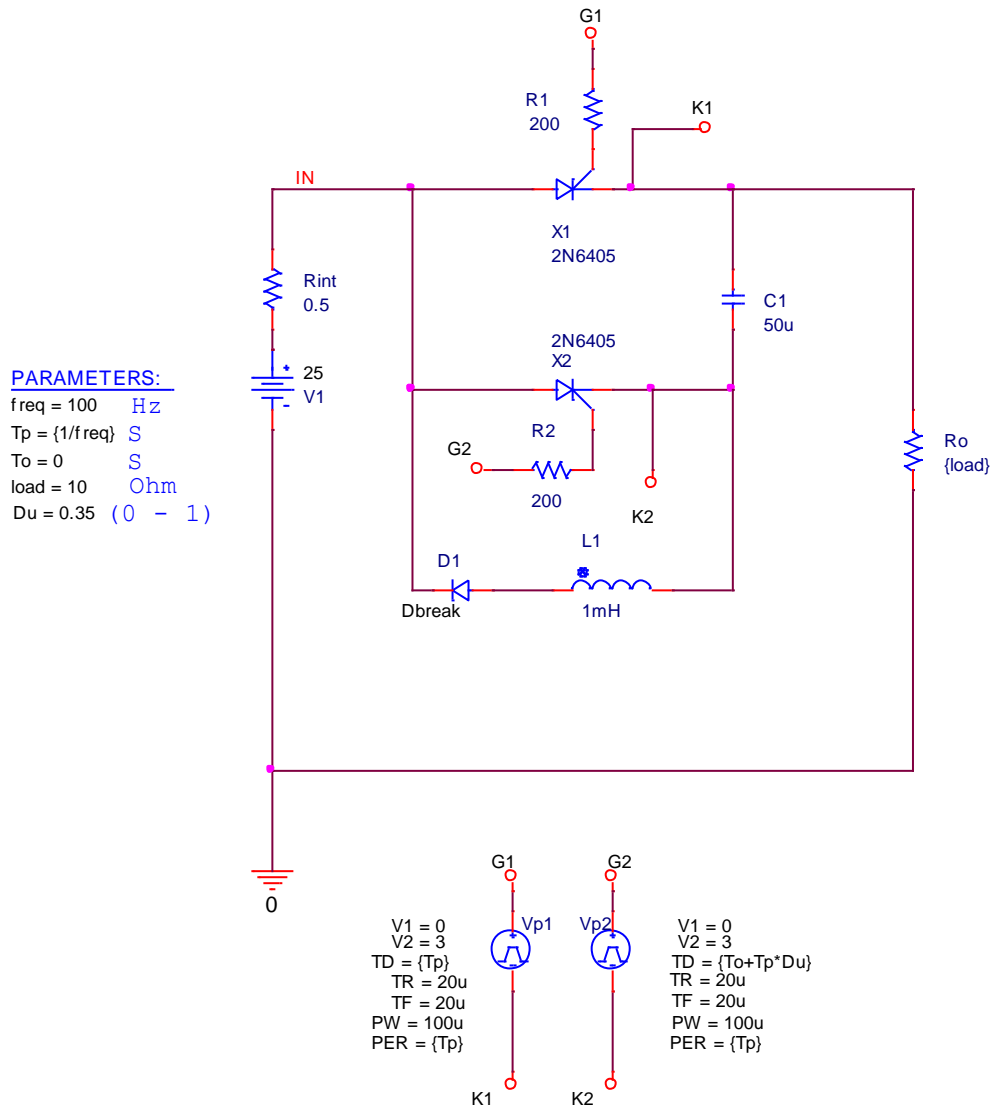 G1
R1
200
K1
IN
X1
2N6405
Rint
0.5
C1
50u
2N6405
X2
25
V1
PARAMETERS:
freq = 100 Hz
Tp = {1/freq} S
To = 0 S
load = 10 Ohm
Du = 0.35 (0 - 1)
R2
G2
200
K2
Ro
{load}
L1
D1
Dbreak
1mH
0
G1
G2
Vp1
V1 = 0
V2 = 3
TD = {Tp}
TR = 20u
TF = 20u
PW = 100u
PER = {Tp}
Vp2
V1 = 0
V2 = 3
TD = {To+Tp*Du}
TR = 20u
TF = 20u
PW = 100u
PER = {Tp}
K1
K2